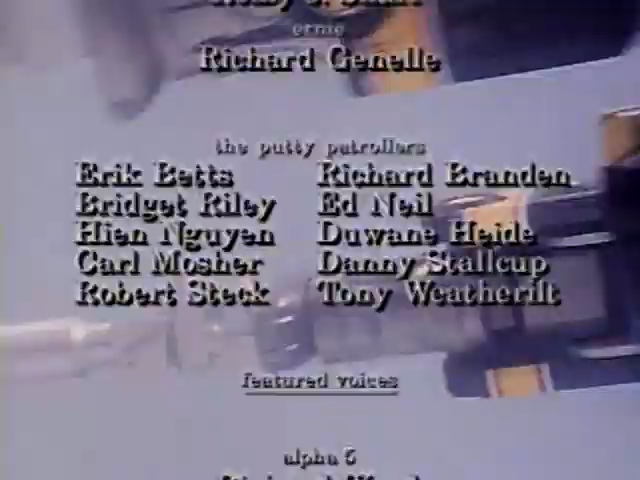 ernie
Richard Genelle
the putty patrollers
Erik Betts Richard Branden
Bridget Riley Ed Neil
Hien Nguyen Duwane Heide
Carl Mosher Danny Stallcup
Robert Steck Tony Weatherilt
featured voices
alpha 5